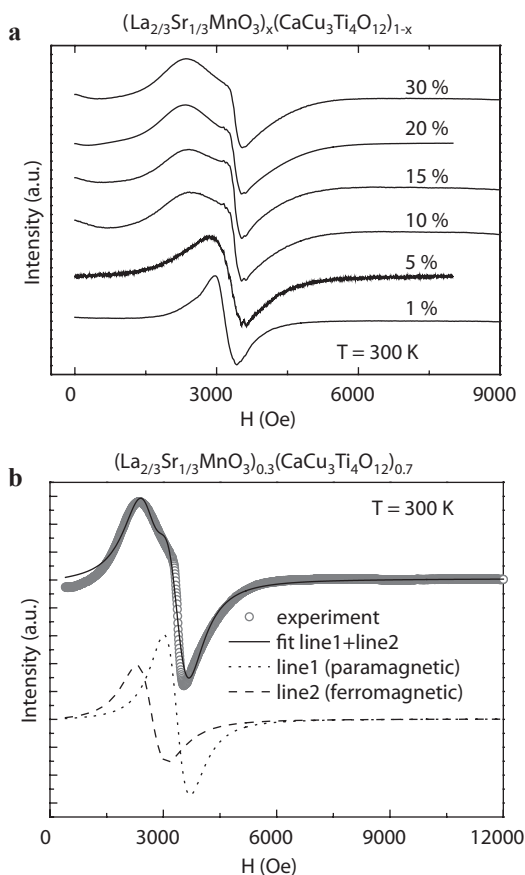 a
(La2/3Sr1/3MnO3)x(CaCu3Ti4O12)1-x
30 %
20 %
15 %
10 %
5 %
1 %
T = 300 K
Intensity (a.u.)
0 3000 6000 9000
H (Oe)
b
(La2/3Sr1/3MnO3)0.3(CaCu3Ti4O12)0.7
T = 300 K
experiment
fit line1+line2
line1 (paramagnetic)
line2 (ferromagnetic)
Intensity (a.u.)
0 3000 6000 9000 12000
H (Oe)